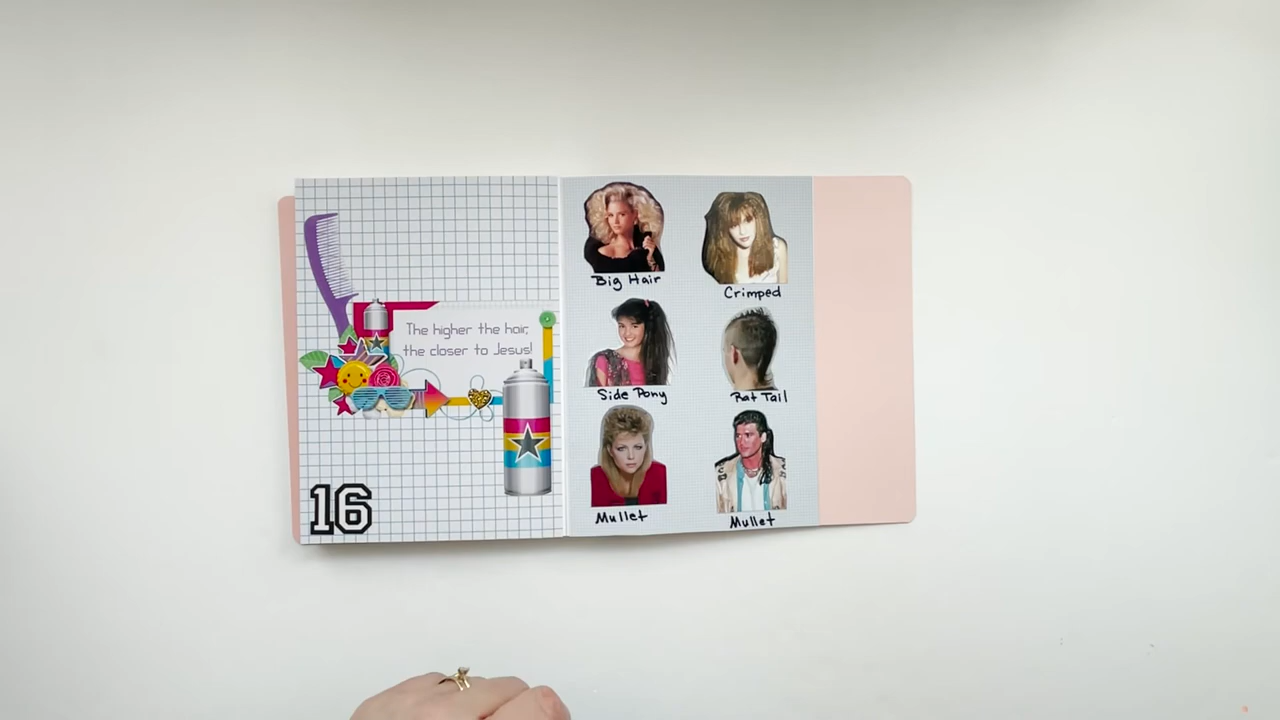 The higher the hair,
the closer to Jesus!
16
Big Hair
Crimped
Side Pony
Rat Tail
Mullet
Mullet